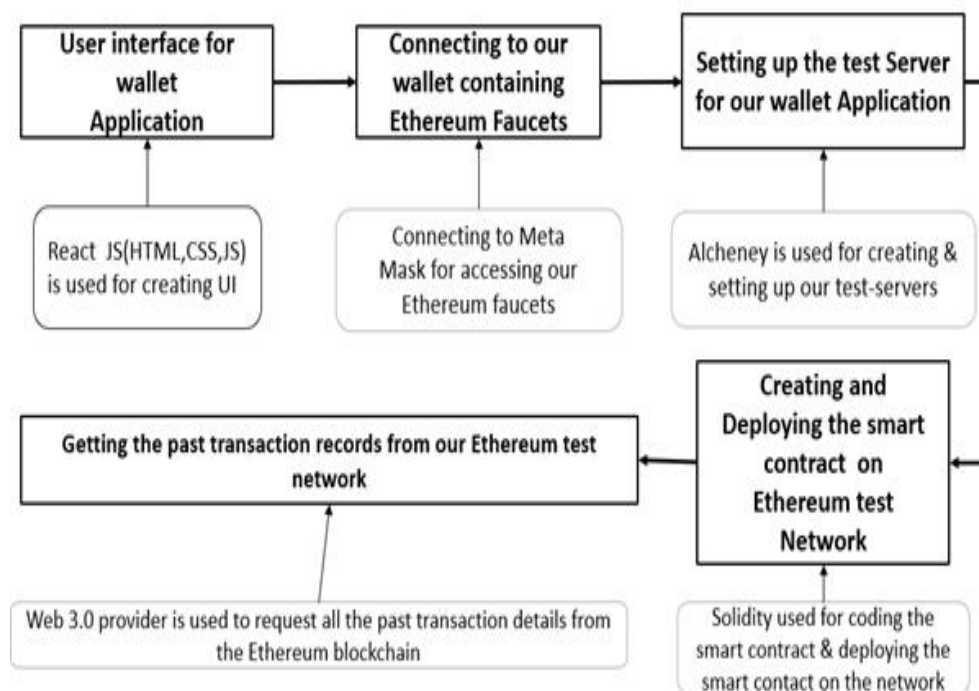 User interface for
wallet
Application
Connecting to our
wallet containing
Ethereum Faucets
Setting up the test Server
for our wallet Application
React JS(HTML,CSS,JS)
is used for creating UI
Connecting to Meta
Mask for accessing our
Ethereum faucets
Alcheney is used for creating &
setting up our test-servers
Creating and
Deploying the smart
contract on
Ethereum test
Network
Getting the past transaction records from our Ethereum test
network
Web 3.0 provider is used to request all the past transaction details from
the Ethereum blockchain
Solidity used for coding the
smart contract & deploying the
smart contact on the network